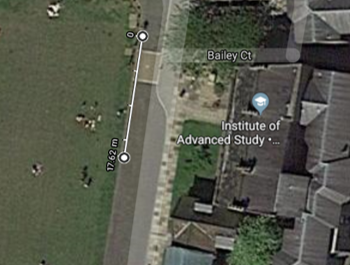 0
Bailey Ct
Institute of
Advanced Study •...
17.62 m